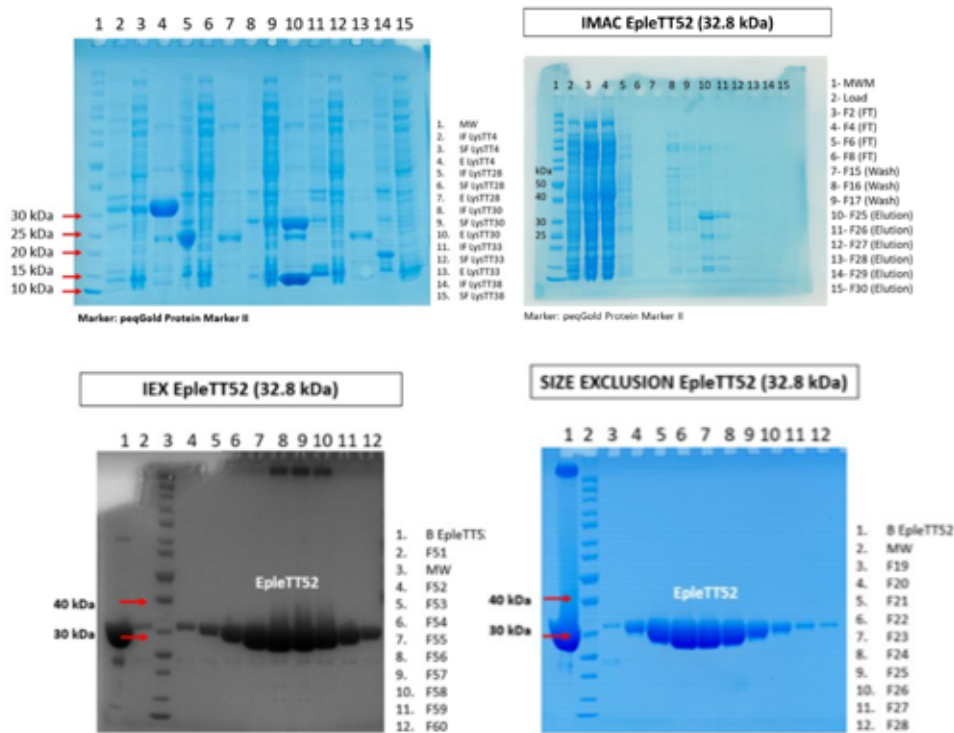 1 2 3 4 5 6 7 8 9 10 11 12 13 14 15
30 kDa
25 kDa
20 kDa
15 kDa
10 kDa
1. MW
2. IF LysTT4
3. SF LysTT4
4. E LysTT4
5. IF LysTT28
6. SF LysTT28
7. E LysTT28
8. IF LysTT30
9. SF LysTT30
10. E LysTT30
11. IF LysTT33
12. SF LysTT33
13. E LysTT33
14. IF LysTT38
15. SF LysTT38
Marker: peqGold Protein Marker II
IMAC EpleTT52 (32.8 kDa)
1 2 3 4 5 6 7 8 9 10 11 12 13 14 15
kDa
50
40
30
25
1- MWM
2- Load
3- F2 (FT)
4- F4 (FT)
5- F6 (FT)
6- F8 (FT)
7- F15 (Wash)
8- F16 (Wash)
9- F17 (Wash)
10- F25 (Elution)
11- F26 (Elution)
12- F27 (Elution)
13- F28 (Elution)
14- F29 (Elution)
15- F30 (Elution)
Marker: peqGold Protein Marker II
IEX EpleTT52 (32.8 kDa)
1 2 3 4 5 6 7 8 9 10 11 12
EpleTT52
40 kDa
30 kDa
1. B EpleTT5
2. F51
3. MW
4. F52
5. F53
6. F54
7. F55
8. F56
9. F57
10. F58
11. F59
12. F60
SIZE EXCLUSION EpleTT52 (32.8 kDa)
1 2 3 4 5 6 7 8 9 10 11 12
EpleTT52
40 kDa
30 kDa
1. B EpleTT52
2. MW
3. F19
4. F20
5. F21
6. F22
7. F23
8. F24
9. F25
10. F26
11. F27
12. F28